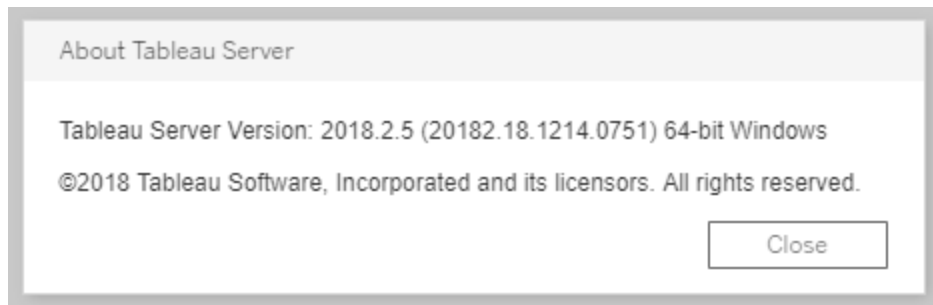 About Tableau Server
Tableau Server Version: 2018.2.5 (20182.18.1214.0751) 64-bit Windows
©2018 Tableau Software, Incorporated and its licensors. All rights reserved.
Close